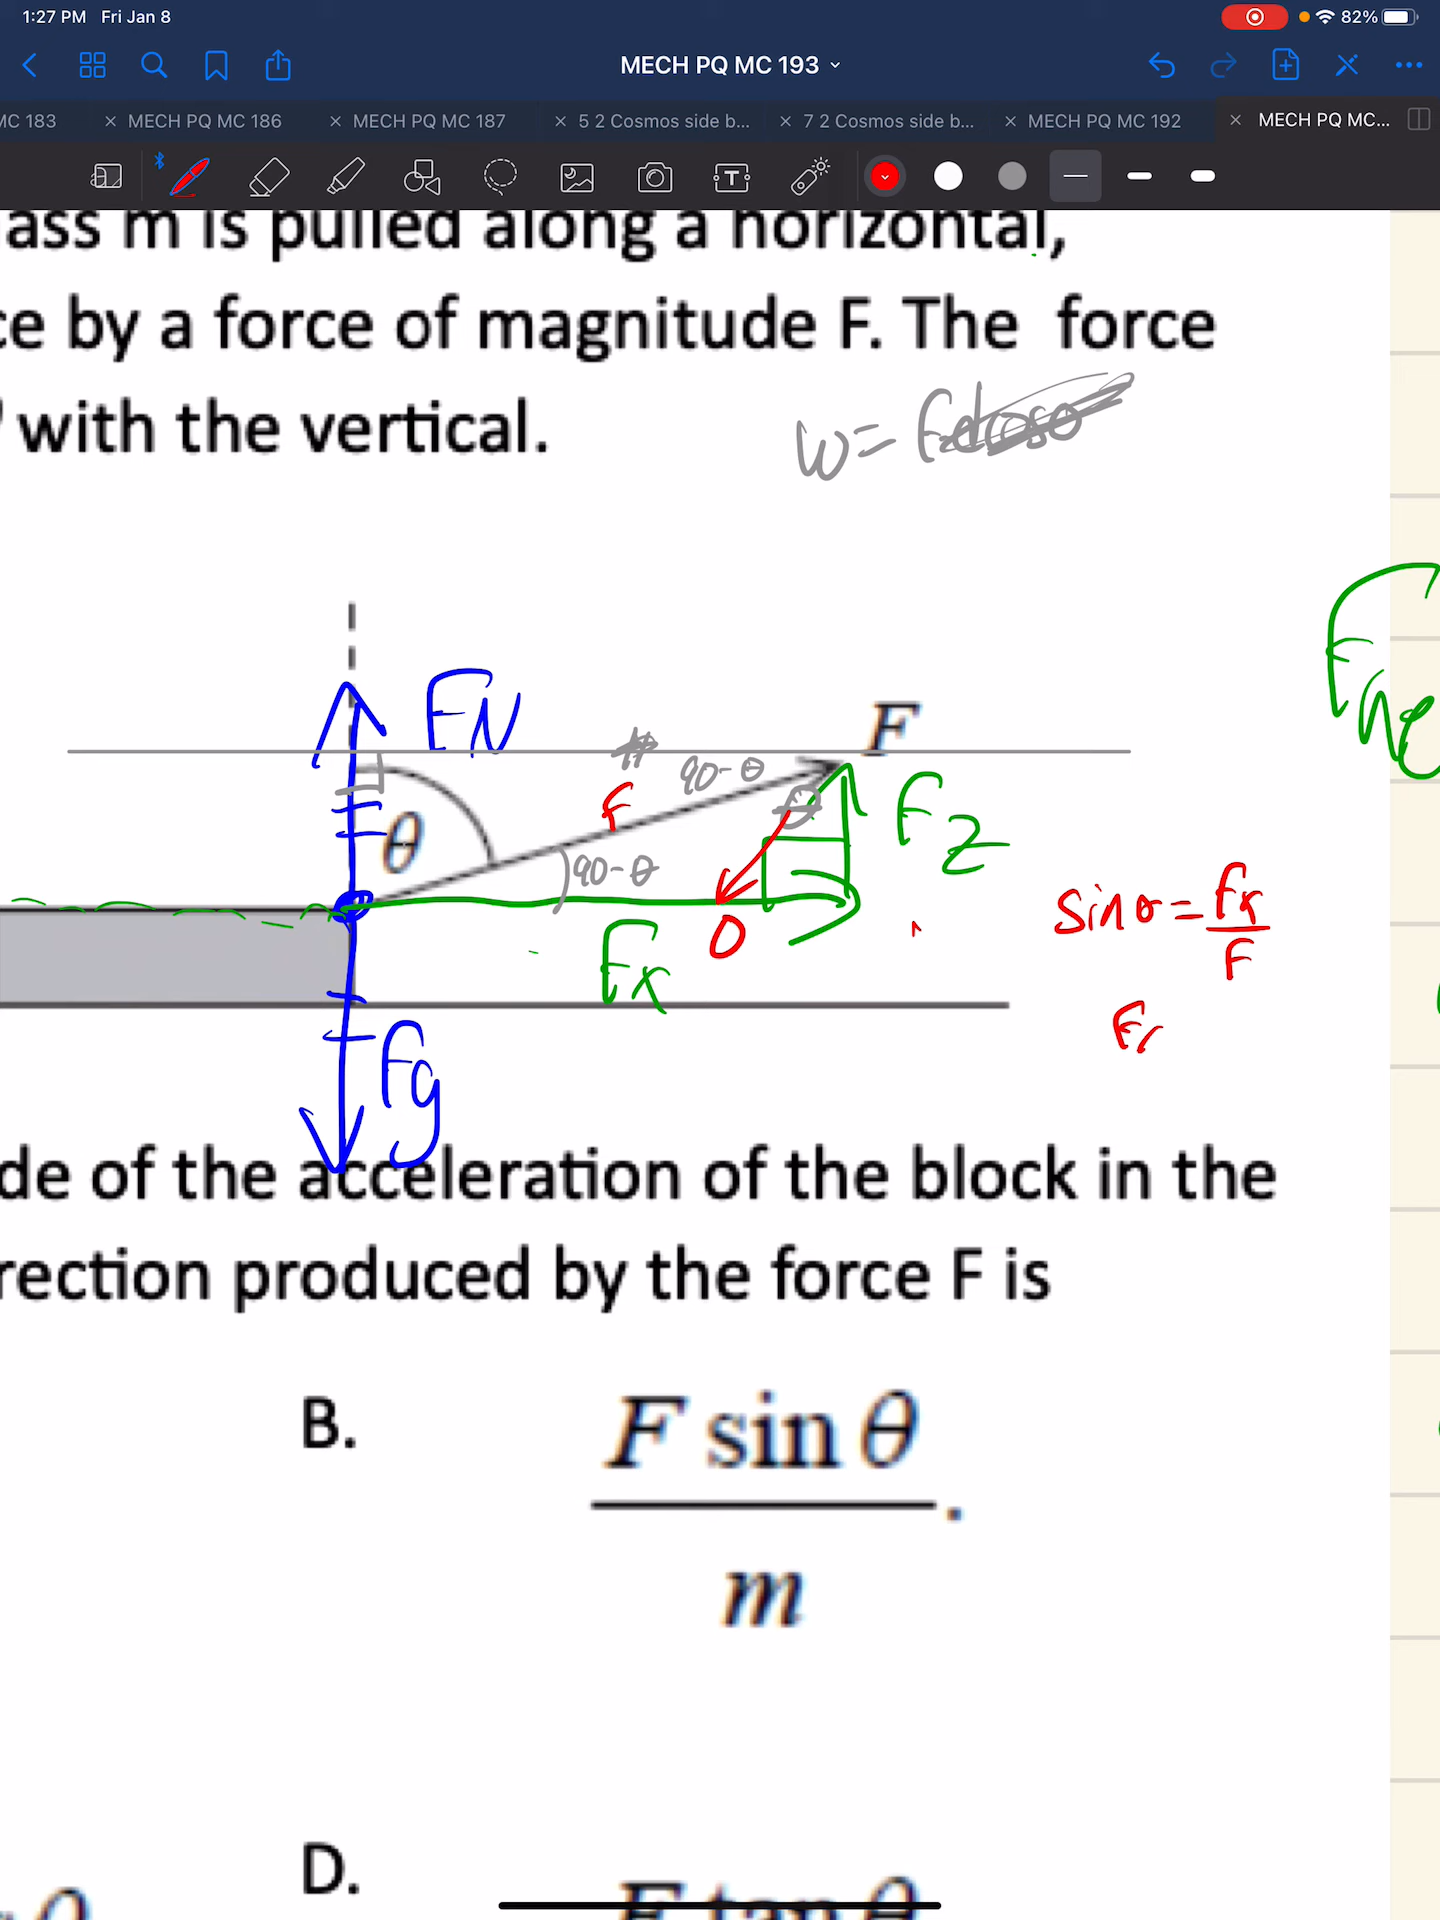 1:27 PM Fri Jan 8
82%
MECH PQ MC 193
MC 183
MECH PQ MC 186
MECH PQ MC 187
5 2 Cosmos side b...
7 2 Cosmos side b...
MECH PQ MC 192
MECH PQ MC...
ass m is pulled along a horizontal,
ce by a force of magnitude F. The force
with the vertical.
W =
FN
F
90-θ
F
Fz
θ
θ
90-θ
Fne
Fx
O
sin θ = Fx / F
Fg
de of the acceleration of the block in the
rection produced by the force F is
B.
F sin θ
m
.
D.
F tan θ